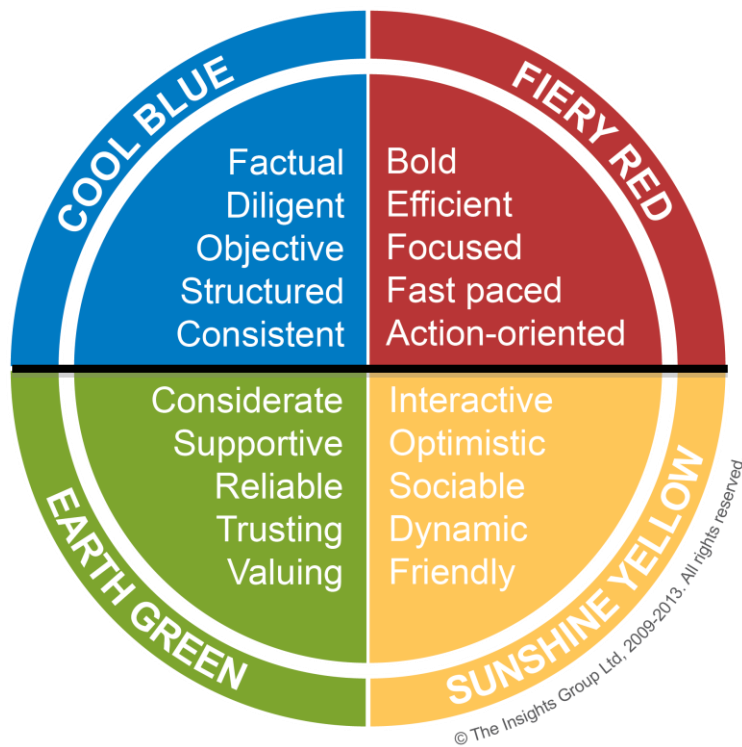 COOL BLUE
Factual
Diligent
Objective
Structured
Consistent
FIERY RED
Bold
Efficient
Focused
Fast paced
Action-oriented
EARTH GREEN
Considerate
Supportive
Reliable
Trusting
Valuing
SUNSHINE YELLOW
Interactive
Optimistic
Sociable
Dynamic
Friendly
© The Insights Group Ltd, 2009-2013. All rights reserved